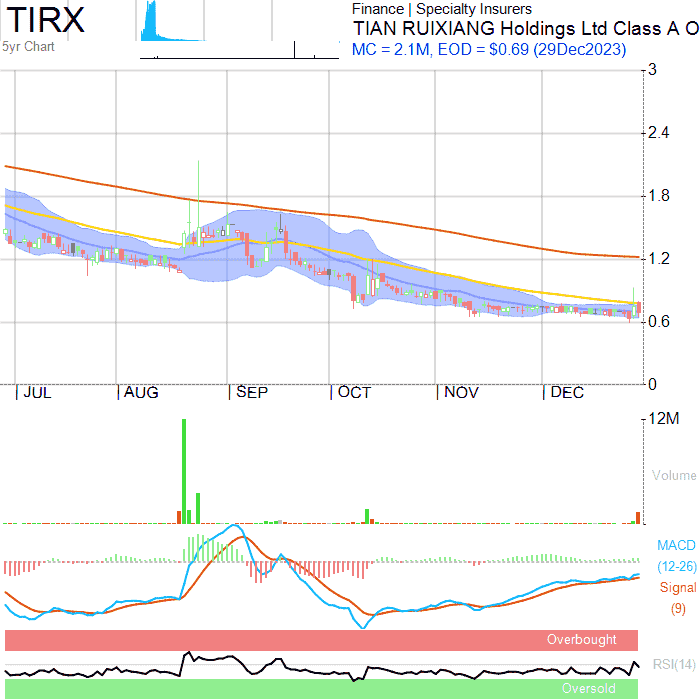 TIRX
5yr Chart
Finance | Specialty Insurers
TIAN RUIXIANG Holdings Ltd Class A O
MC = 2.1M, EOD = $0.69 (29Dec2023)
3
2.4
1.8
1.2
0.6
0
JUL
AUG
SEP
OCT
NOV
DEC
12M
Volume
MACD
(12-26)
Signal
(9)
Overbought
RSI(14)
Oversold